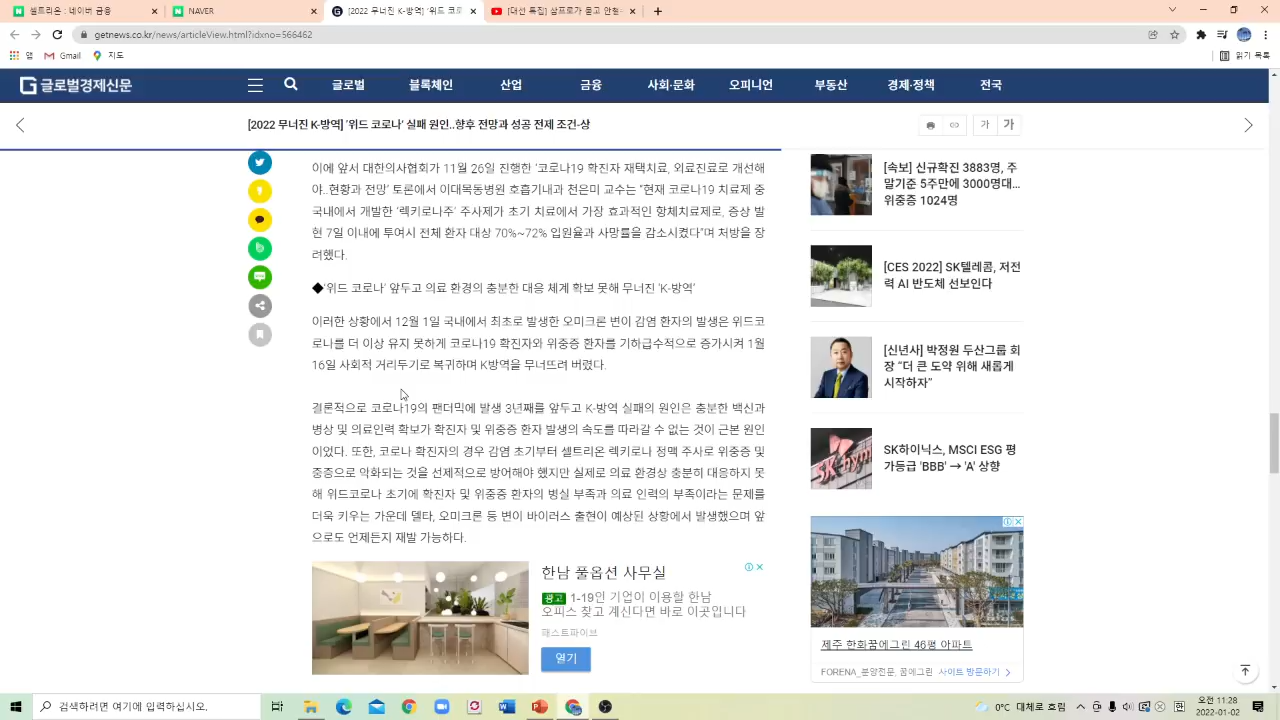 셀트리온 : 네이버 금융
NAVER
[2022 무너진 K-방역] '위드 코로
[대선 특집] 삼프로가 묻고 안철
getnewson.co.kr/news/articleView.html?idxno=566462
앱
Gmail
지도
읽기 목록
글로벌경제신문
글로벌
블록체인
산업
금융
사회·문화
오피니언
부동산
경제·정책
전국
[2022 무너진 K-방역] '위드 코로나' 실패 원인..향후 전망과 성공 전제 조건-상
가
가
이에 앞서 대한의사협회가 11월 26일 진행한 '코로나19 확진자 재택치료, 외료진료로 개선해
야..현황과 전망' 토론에서 이대목동병원 호흡기내과 천은미 교수는 "현재 코로나19 치료제 중
국내에서 개발한 '렉키로나주' 주사제가 초기 치료에서 가장 효과적인 항체치료제로, 증상 발
현 7일 이내에 투여시 전체 환자 대상 70%~72% 입원율과 사망률을 감소시켰다"며 처방을 장
려했다.
◆'위드 코로나' 앞두고 의료 환경의 충분한 대응 체계 확보 못해 무너진 'K-방역'
이러한 상황에서 12월 1일 국내에서 최초로 발생한 오미크론 변이 감염 환자의 발생은 위드코
로나를 더 이상 유지 못하게 코로나19 확진자와 위중증 환자를 기하급수적으로 증가시켜 1월
16일 사회적 거리두기로 복귀하며 K방역을 무너뜨려 버렸다.
결론적으로 코로나19의 팬더믹에 발생 3년째를 앞두고 K-방역 실패의 원인은 충분한 백신과
병상 및 의료인력 확보가 확진자 및 위중증 환자 발생의 속도를 따라갈 수 없는 것이 근본 원인
이었다. 또한, 코로나 확진자의 경우 감염 초기부터 셀트리온 렉키로나 정맥 주사로 위중증 및
중증으로 악화되는 것을 선제적으로 방어해야 했지만 실제로 의료 환경상 충분히 대응하지 못
해 위드코로나 초기에 확진자 및 위중증 환자의 병실 부족과 의료 인력의 부족이라는 문제를
더욱 키우는 가운데 델타, 오미크론 등 변이 바이러스 출현이 예상된 상황에서 발생했으며 앞
으로도 언제든지 재발 가능하다.
한남 풀옵션 사무실
광고 1-19인 기업이 이용할 한남
오피스 찾고 계신다면 바로 이곳입니다
패스트파이브
열기
[속보] 신규확진 3883명, 주
말기준 5주만에 3000명대...
위중증 1024명
[CES 2022] SK텔레콤, 저전
력 AI 반도체 선보인다
[신년사] 박정원 두산그룹 회
장 "더 큰 도약 위해 새롭게
시작하자"
SK하이닉스, MSCI ESG 평
가등급 'BBB' → 'A' 상향
제주 한화꿈에그린 46평 아파트
FORENA_분양전문, 꿈에그린 사이트 방문하기
검색하려면 여기에 입력하십시오.
0°C 대체로 흐림
오전 11:28
2022-01-02